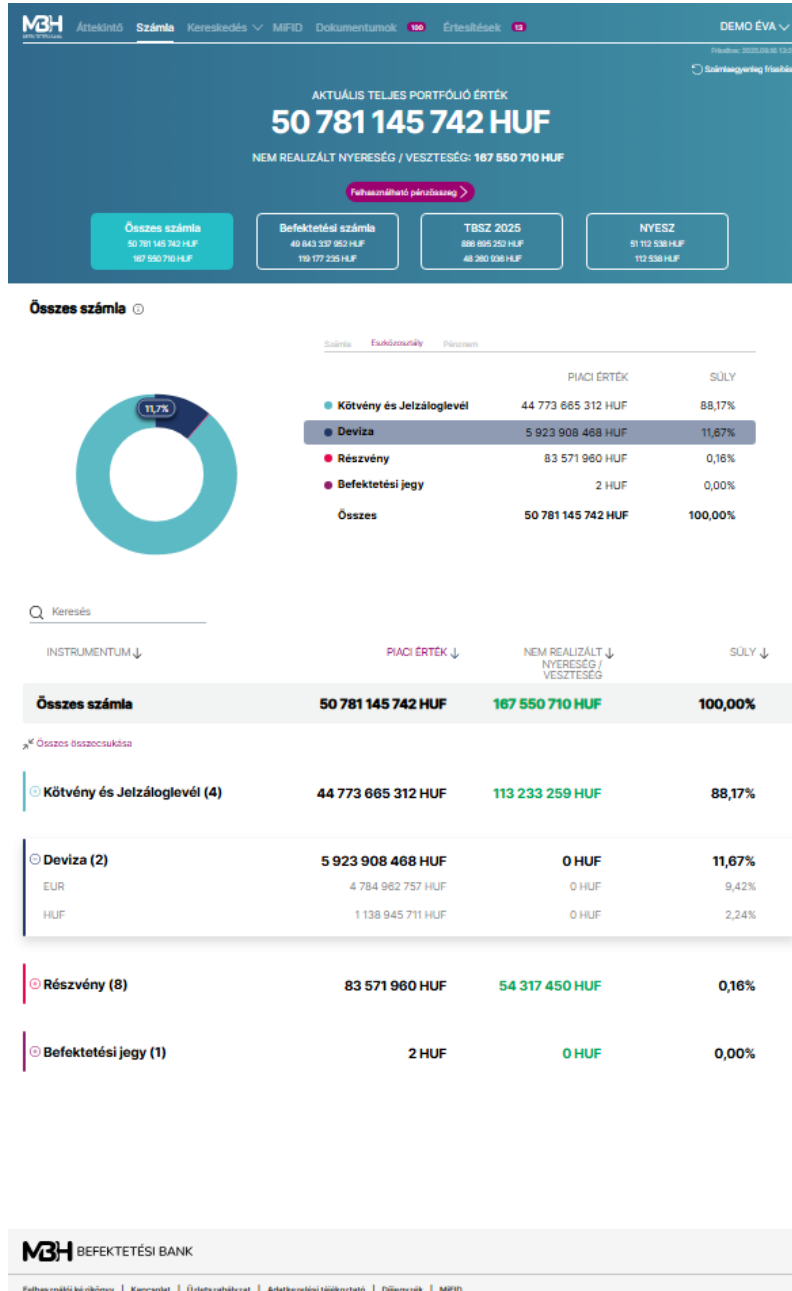 MBH Áttekintő Számla Kereskedés MiFID Dokumentumok 100 Értesítések 13 DEMO ÉVA
Számlaegyenleg frissítése
AKTUÁLIS TELJES PORTFÓLIÓ ÉRTÉK
50 781 145 742 HUF
NEM REALIZÁLT NYERESÉG / VESZTESÉG: 167 550 710 HUF
Felhasználható pénzösszeg
Összes számla Befektetési számla TBSZ 2025 NYESZ
50 781 145 742 HUF 49 843 337 952 HUF 886 695 252 HUF 51 112 538 HUF
167 550 710 HUF 119 177 235 HUF 48 260 936 HUF 112 538 HUF
Összes számla
Számla Eszközosztály Pénznem
PIACI ÉRTÉK SÚLY
11,7%
Kötvény és Jelzáloglevél 44 773 665 312 HUF 88,17%
Deviza 5 923 908 468 HUF 11,67%
Részvény 83 571 960 HUF 0,16%
Befektetési jegy 2 HUF 0,00%
Összes 50 781 145 742 HUF 100,00%
Keresés
INSTRUMENTUM PIACI ÉRTÉK NEM REALIZÁLT SÚLY
NYERESÉG /
VESZTESÉG
Összes számla 50 781 145 742 HUF 167 550 710 HUF 100,00%
Összes összecsukása
Kötvény és Jelzáloglevél (4) 44 773 665 312 HUF 113 233 259 HUF 88,17%
Deviza (2) 5 923 908 468 HUF 0 HUF 11,67%
EUR 4 784 962 757 HUF 0 HUF 9,42%
HUF 1 138 945 711 HUF 0 HUF 2,24%
Részvény (8) 83 571 960 HUF 54 317 450 HUF 0,16%
Befektetési jegy (1) 2 HUF 0 HUF 0,00%
MBH BEFEKTETÉSI BANK
Felhasználói kézikönyv | Kapcsolat | Üzletszabályzat | Adatkezelési tájékoztató | Díjjegyzék | MiFID